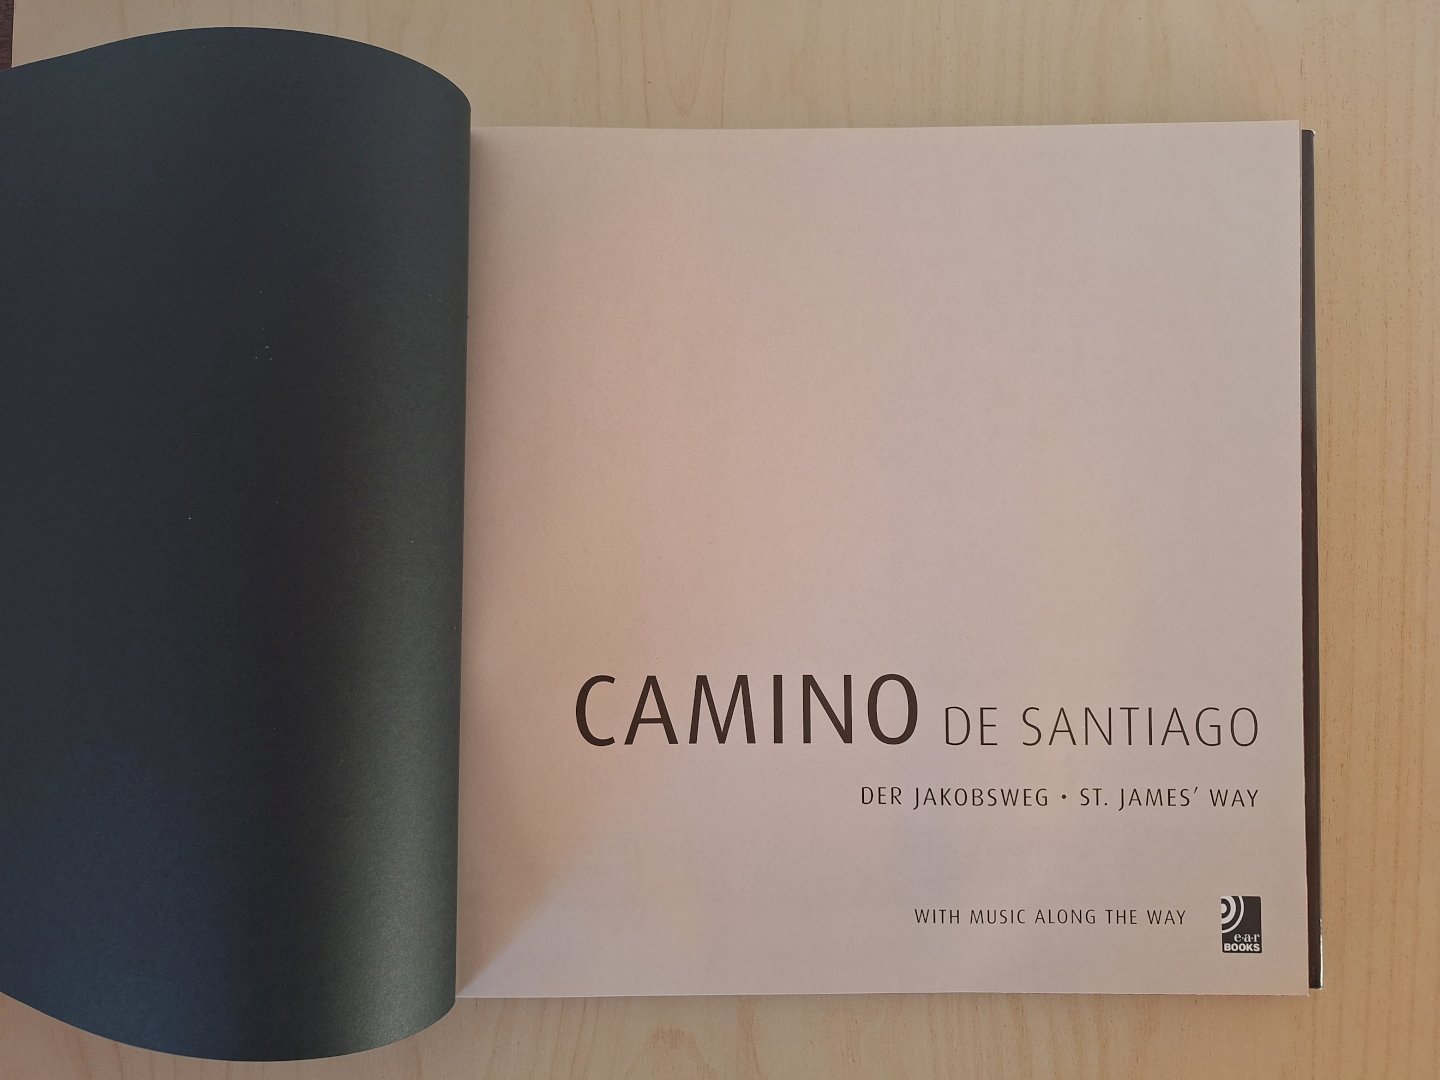 CAMINO DE SANTIAGO
DER JAKOBSWEG • ST. JAMES' WAY
WITH MUSIC ALONG THE WAY
e·a·r
BOOKS